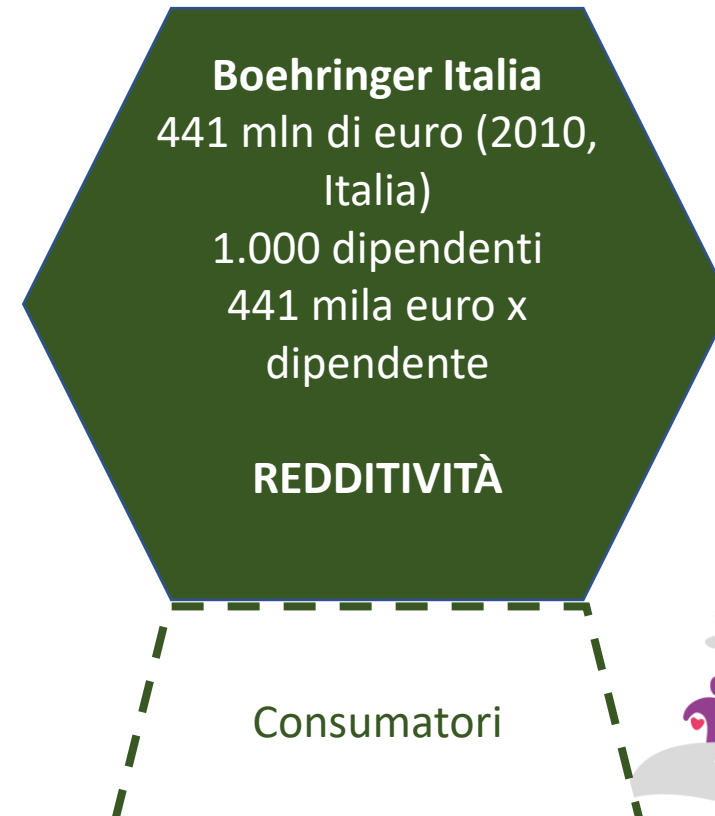 Boehringer Italia
441 mln di euro (2010,
Italia)
1.000 dipendenti
441 mila euro x
dipendente
REDDITIVITÀ
Consumatori